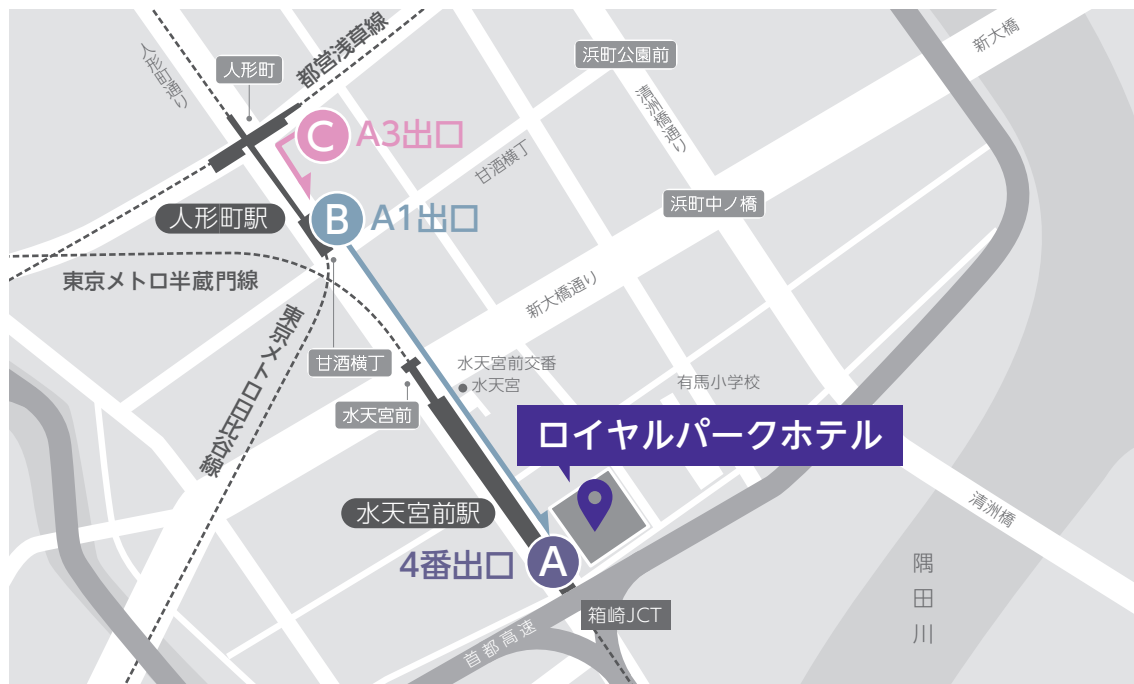 新大橋
都営浅草線
人形町通り
人形町
浜町公園前
清洲橋通り
C
A3出口
甘酒横丁
B
A1出口
人形町駅
浜町中ノ橋
東京メトロ半蔵門線
新大橋通り
東京メトロ日比谷線
甘酒横丁
水天宮前交番
水天宮
有馬小学校
水天宮前
ロイヤルパークホテル
水天宮前駅
清洲橋
4番出口
A
隅田川
箱崎JCT
首都高速